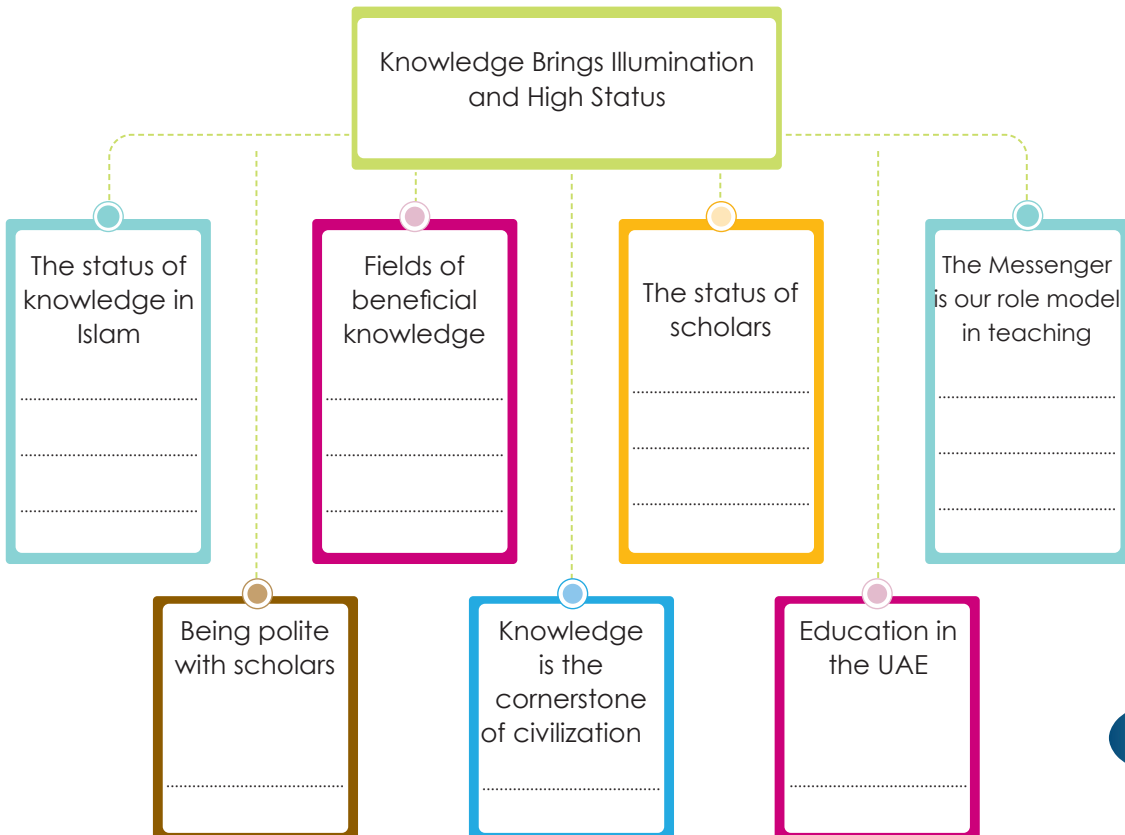 Knowledge Brings Illumination
and High Status
The status of
knowledge in
Islam
Fields of
beneficial
knowledge
The status of
scholars
The Messenger
is our role model
in teaching
Being polite
with scholars
Knowledge
is the
cornerstone
of civilization
Education in
the UAE